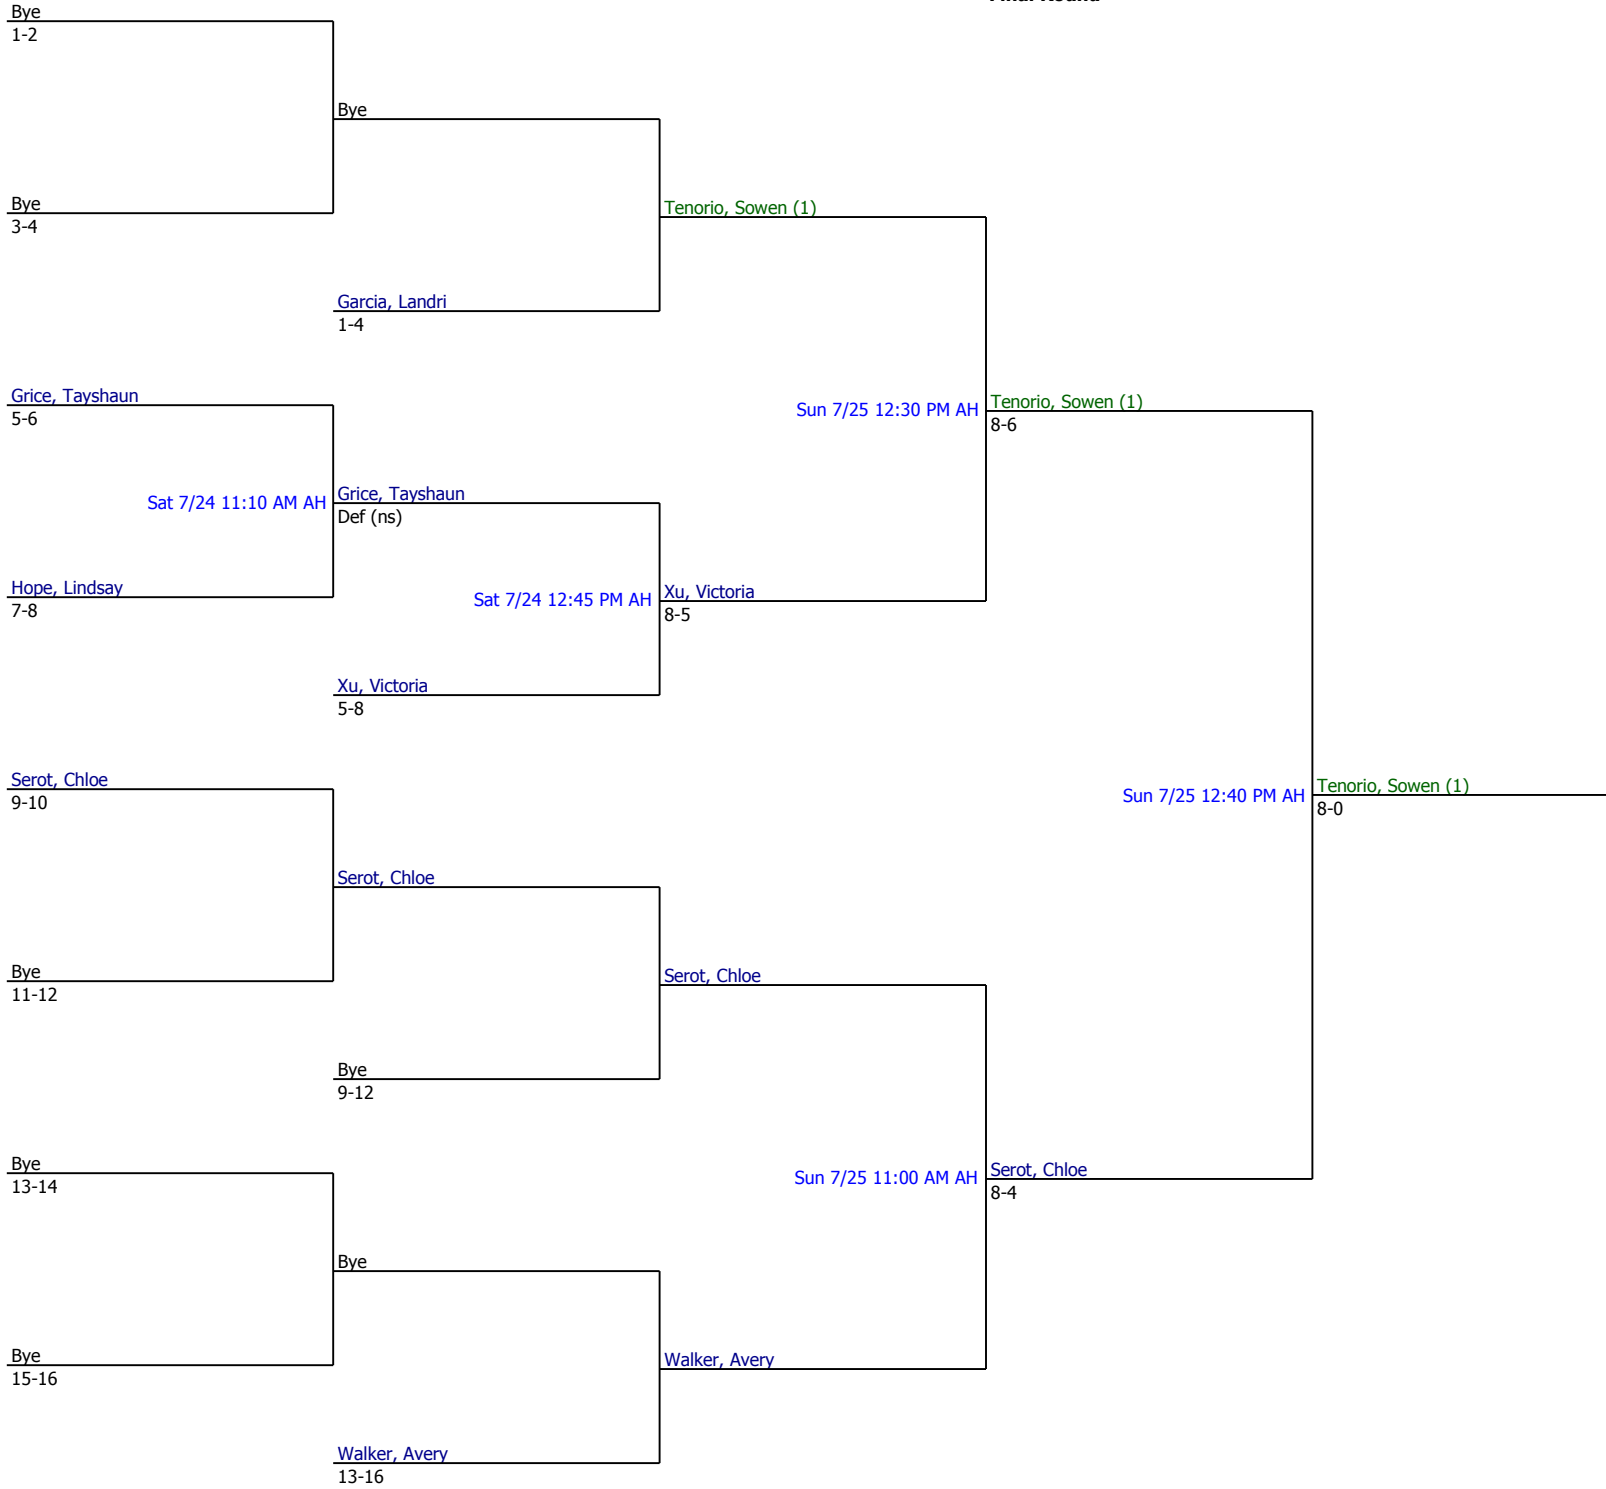 Final Round
Bye
1-2
Bye
Bye
3-4
Tenorio, Sowen (1)
Garcia, Landri
1-4
Grice, Tayshaun
5-6
Sun 7/25 12:30 PM AH
Tenorio, Sowen (1)
8-6
Sat 7/24 11:10 AM AH
Grice, Tayshaun
Def (ns)
Hope, Lindsay
7-8
Sat 7/24 12:45 PM AH
Xu, Victoria
8-5
Xu, Victoria
5-8
Serot, Chloe
9-10
Sun 7/25 12:40 PM AH
Tenorio, Sowen (1)
8-0
Serot, Chloe
Bye
11-12
Serot, Chloe
Bye
9-12
Bye
13-14
Sun 7/25 11:00 AM AH
Serot, Chloe
8-4
Bye
Bye
15-16
Walker, Avery
Walker, Avery
13-16